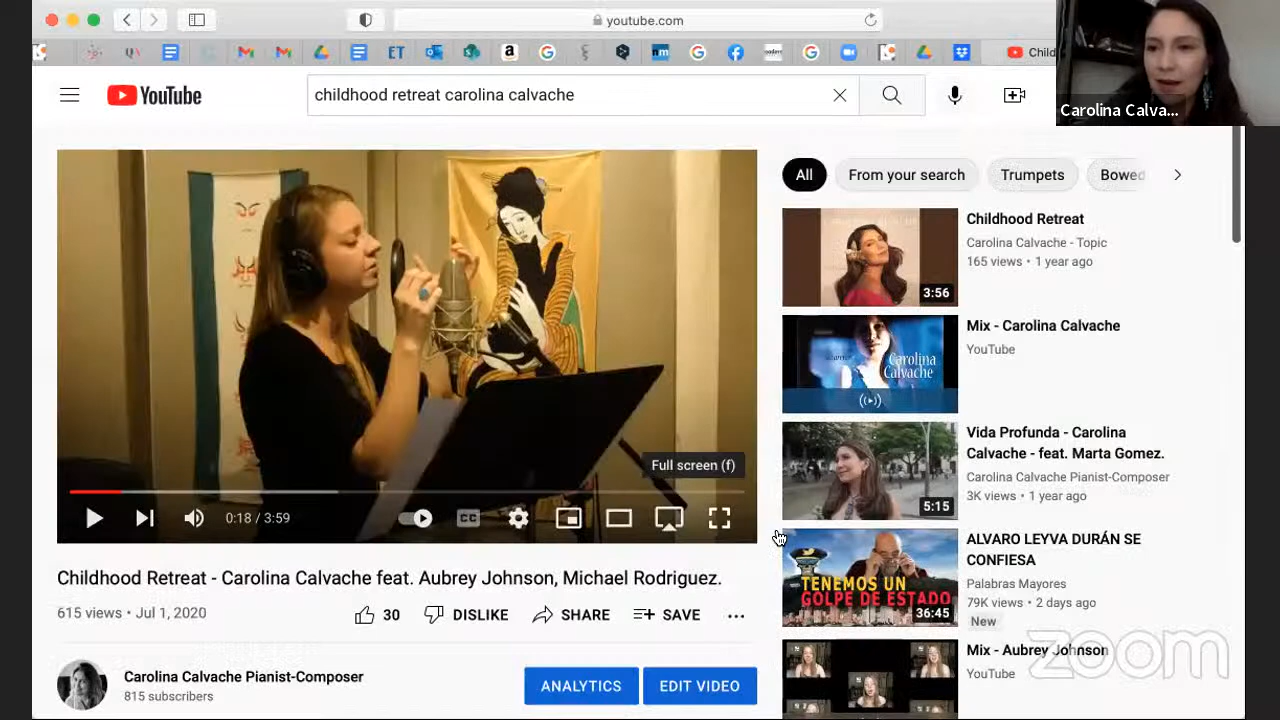 youtube.com
ET
a
nm
Child
Carolina Calva...
YouTube
childhood retreat carolina calvache
All
From your search
Trumpets
Bowed
Childhood Retreat
Carolina Calvache - Topic
165 views • 1 year ago
3:56
Mix - Carolina Calvache
YouTube
Carolina
Calvache
Vida Profunda - Carolina
Calvache - feat. Marta Gomez.
Carolina Calvache Pianist-Composer
3K views • 1 year ago
5:15
ALVARO LEYVA DURÁN SE
CONFIESA
Palabras Mayores
79K views • 2 days ago
New
TENEMOS UN
GOLPE DE ESTADO
36:45
Mix - Aubrey Johnson
YouTube
zoom
Full screen (f)
0:18 / 3:59
CC
Childhood Retreat - Carolina Calvache feat. Aubrey Johnson, Michael Rodriguez.
615 views • Jul 1, 2020
30
DISLIKE
SHARE
SAVE
Carolina Calvache Pianist-Composer
815 subscribers
ANALYTICS
EDIT VIDEO